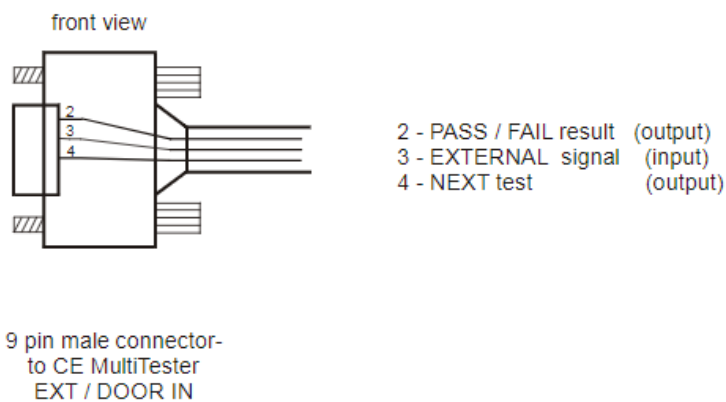 front view
2
3
4
2 - PASS / FAIL result (output)
3 - EXTERNAL signal (input)
4 - NEXT test (output)
9 pin male connector-
to CE MultiTester
EXT / DOOR IN